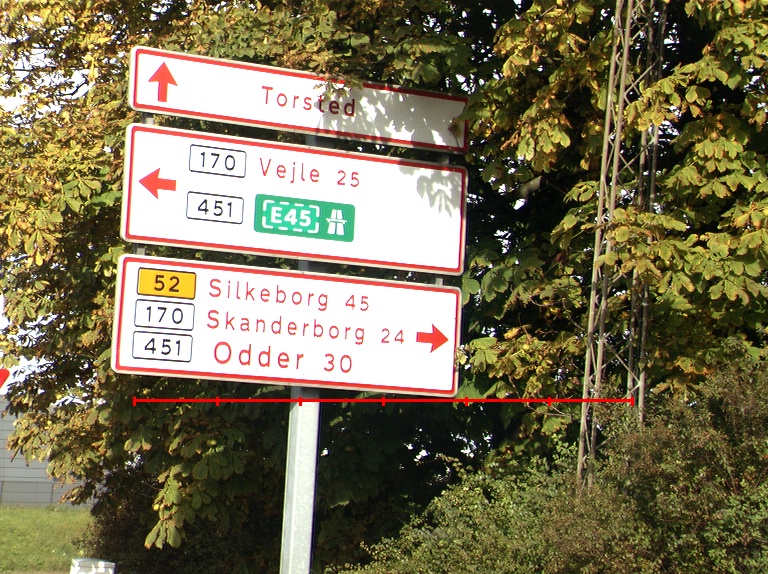 Torsted
170 Vejle 25
451 E45
52 Silkeborg 45
170 Skanderborg 24
451 Odder 30